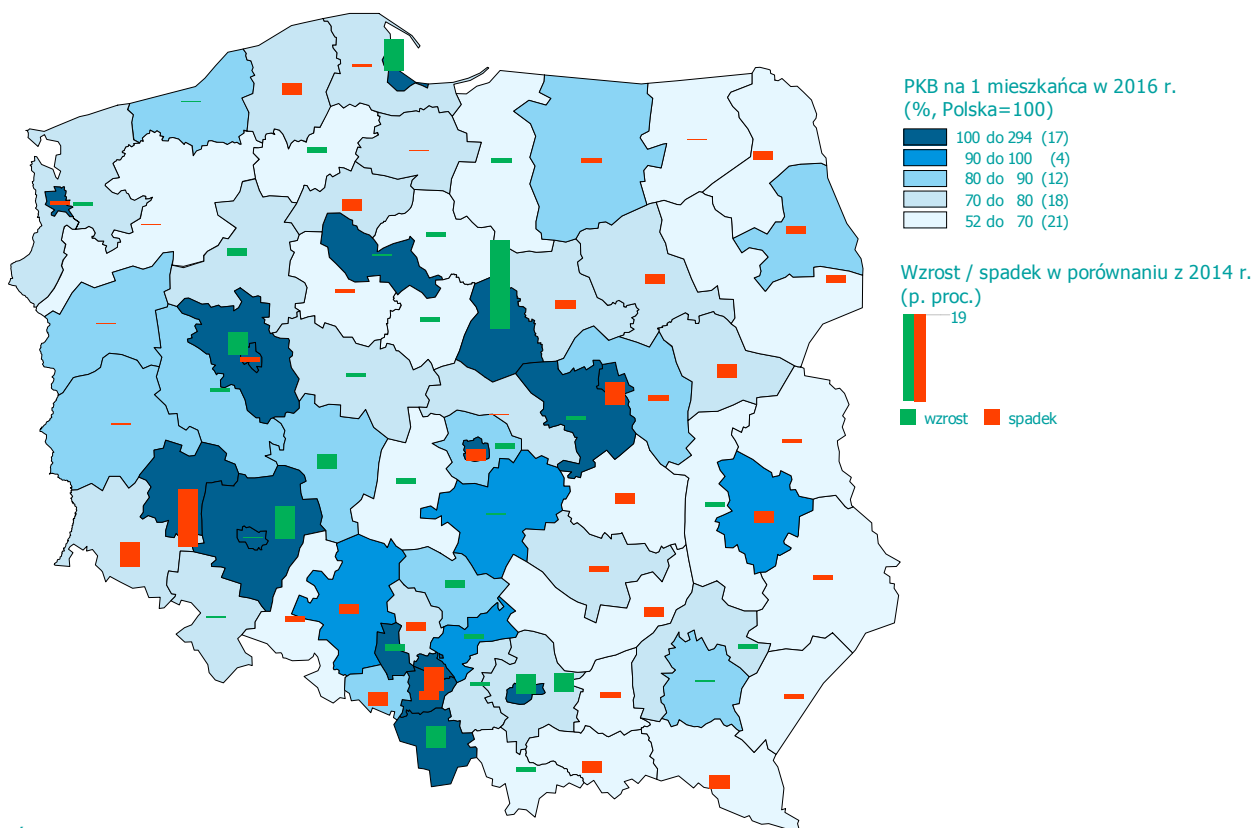 PKB na 1 mieszkańca w 2016 r.
(%, Polska=100)
100 do 294 (17)
90 do 100 (4)
80 do 90 (12)
70 do 80 (18)
52 do 70 (21)
Wzrost / spadek w porównaniu z 2014 r.
(p. proc.)
19
wzrost spadek